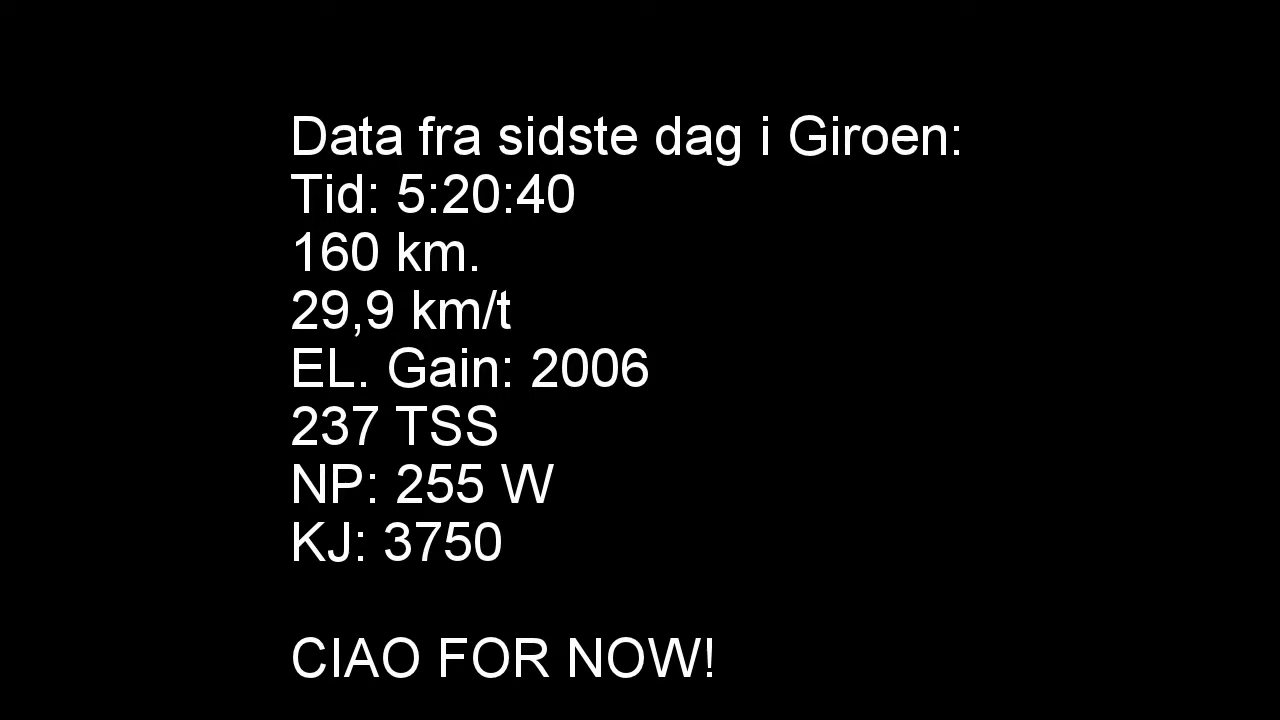 Data fra sidste dag i Giroen:
Tid: 5:20:40
160 km.
29,9 km/t
EL. Gain: 2006
237 TSS
NP: 255 W
KJ: 3750
CIAO FOR NOW!